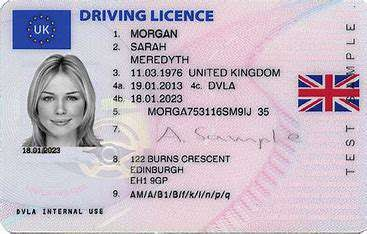 DRIVING LICENCE
UK
1. MORGAN
2. SARAH
MEREDYTH
3. 11.03.1976 UNITED KINGDOM
4a. 19.01.2013 4c. DVLA
4b. 18.01.2023
5. MORGA753116SM9IJ 35
7. A. Sample
18.01.2023
8. 122 BURNS CRESCENT
EDINBURGH
EH1 9GP
9. AM/A/B1/B/f/k/l/n/p/q
DVLA INTERNAL USE
TEST SAMPLE